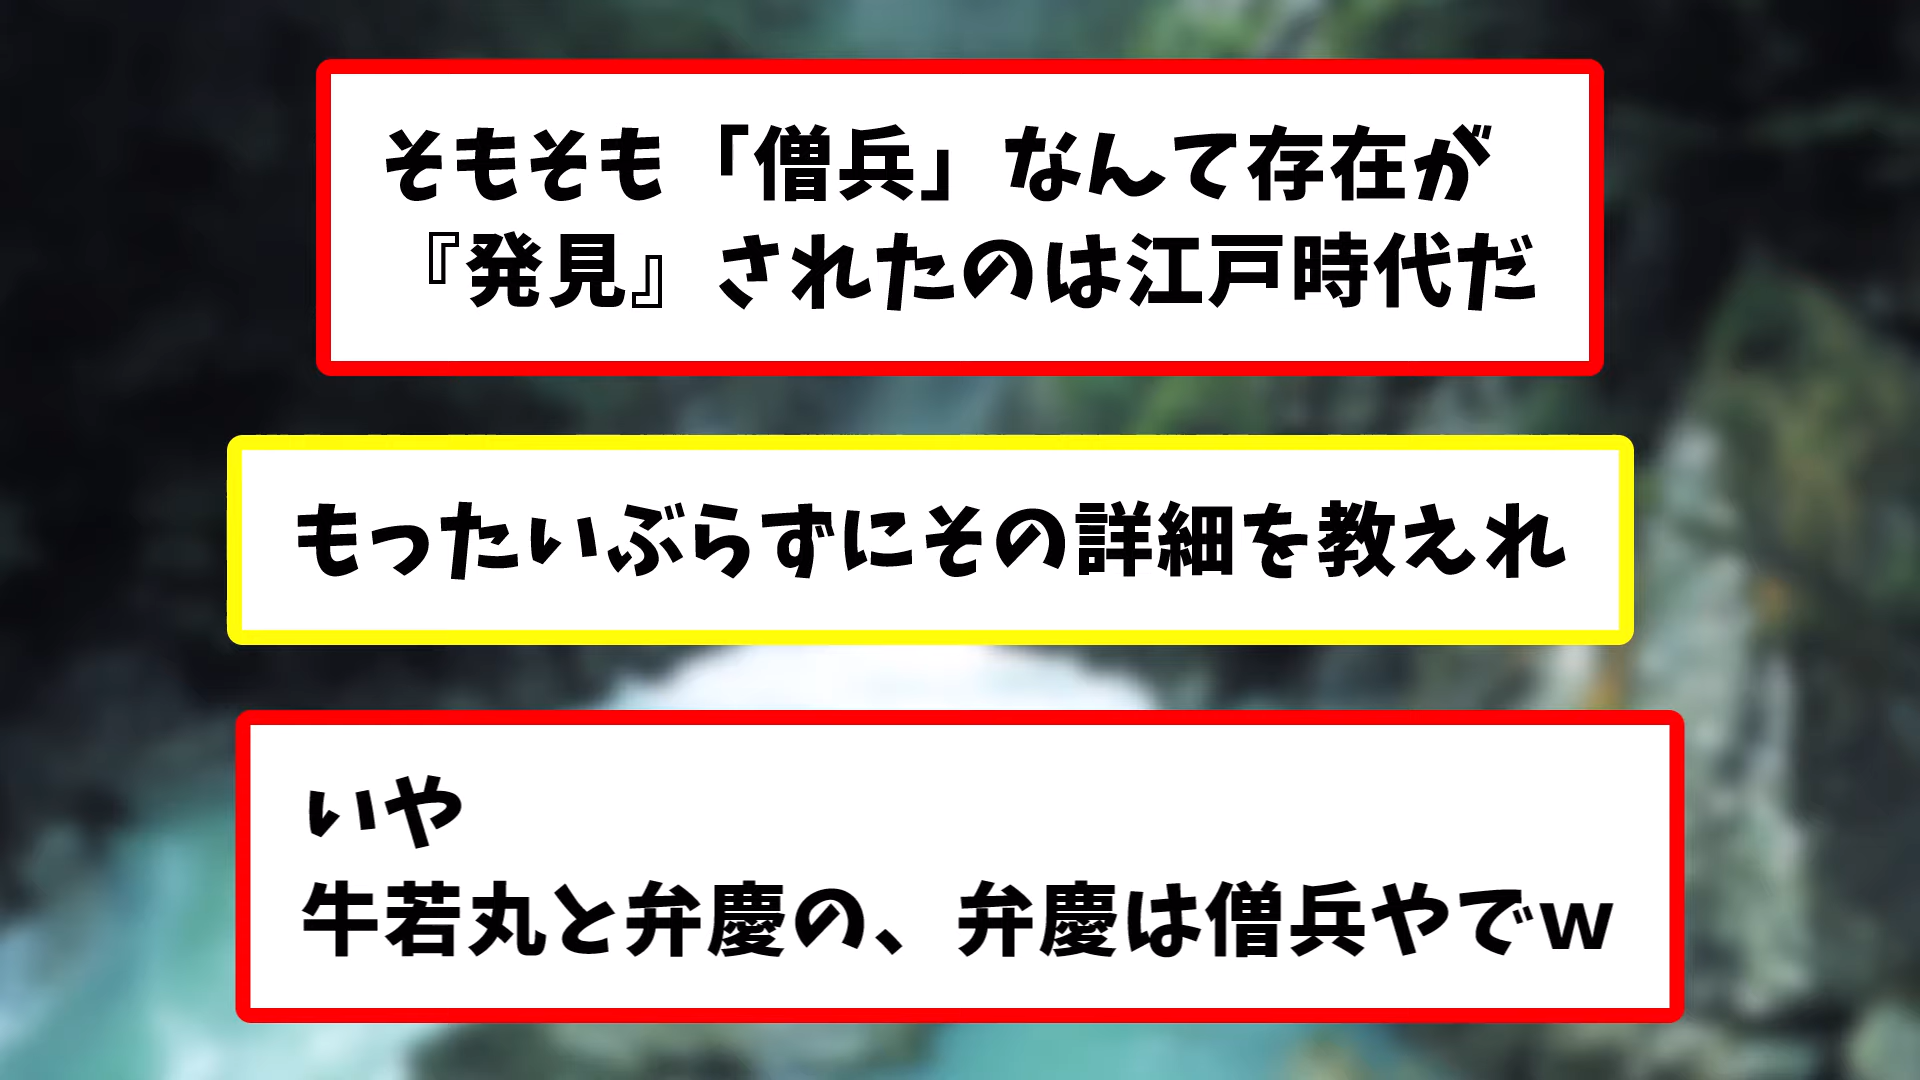 そもそも「僧兵」なんて存在が
『発見』されたのは江戸時代だ
もったいぶらずにその詳細を教えれ
いや
牛若丸と弁慶の、弁慶は僧兵やでw